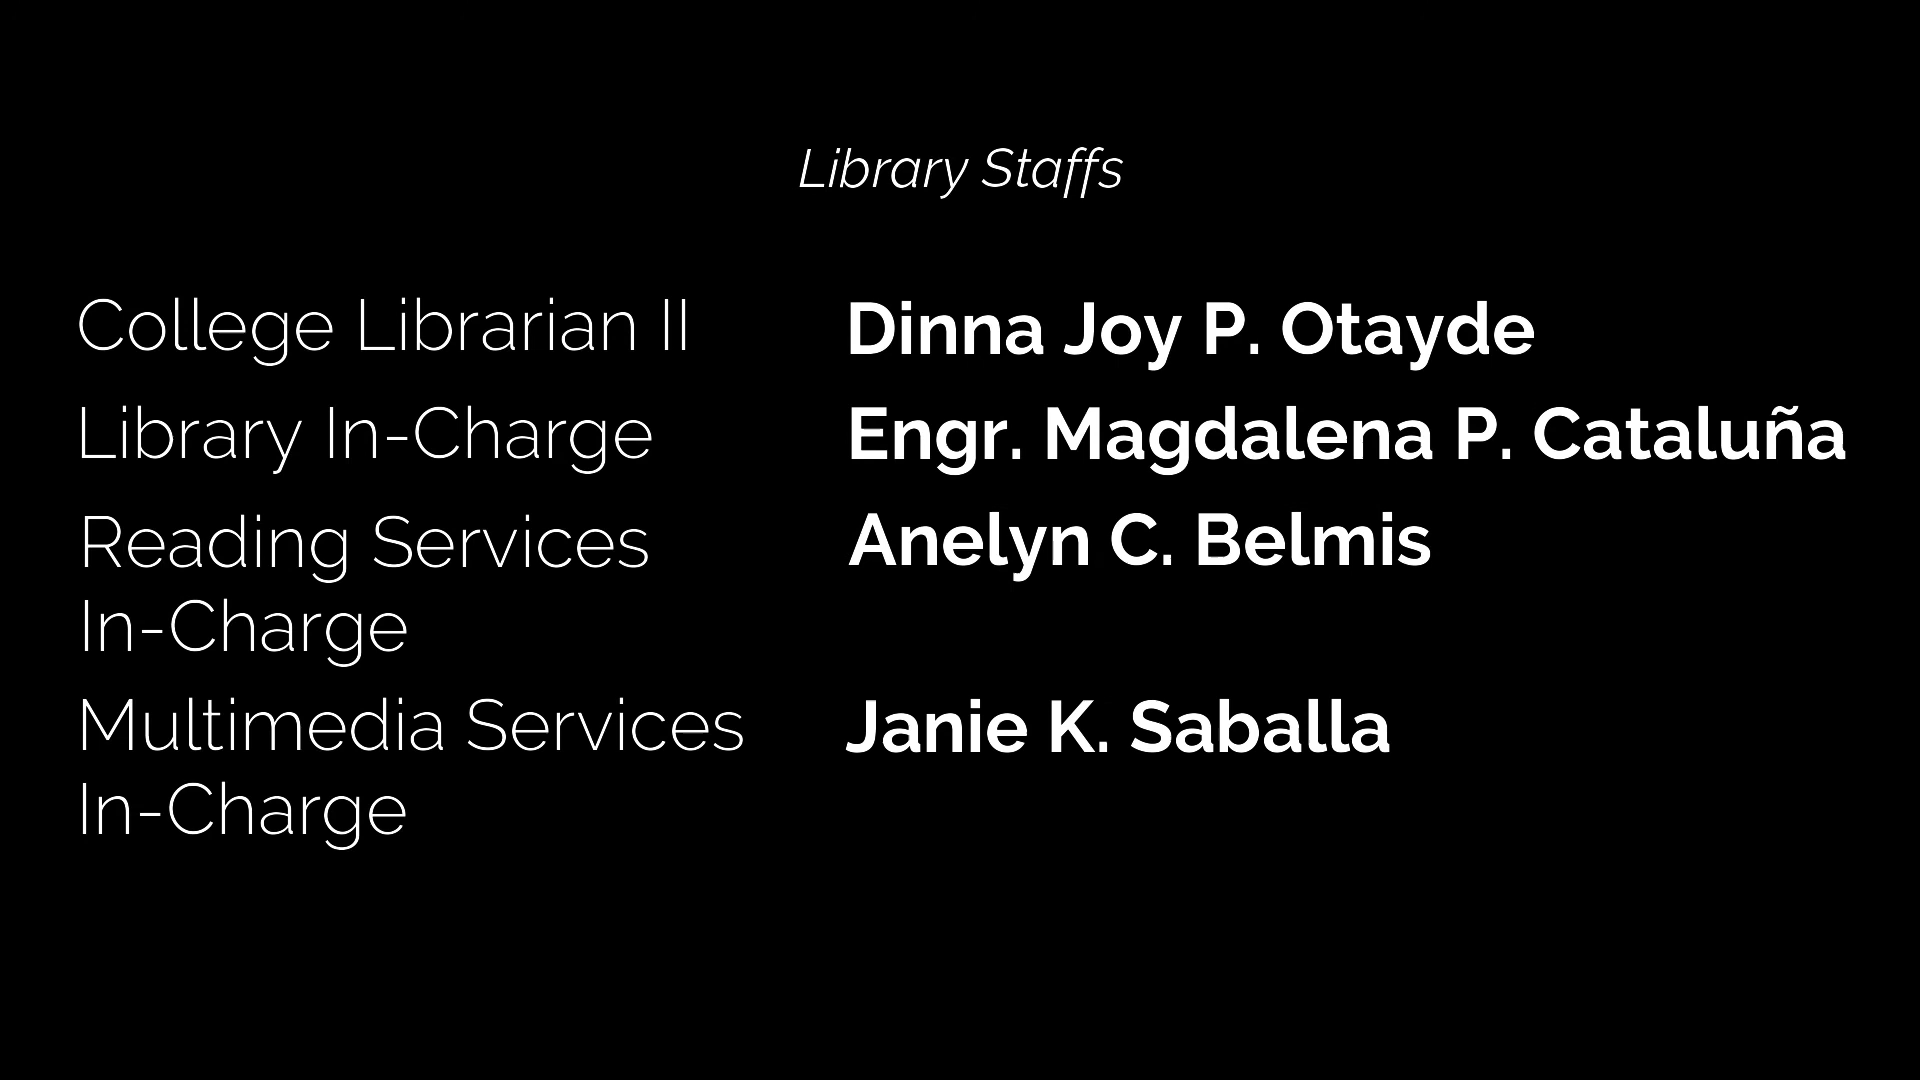 Library Staffs
College Librarian II Dinna Joy P. Otayde
Library In-Charge Engr. Magdalena P. Cataluña
Reading Services Anelyn C. Belmis
In-Charge
Multimedia Services Janie K. Saballa
In-Charge